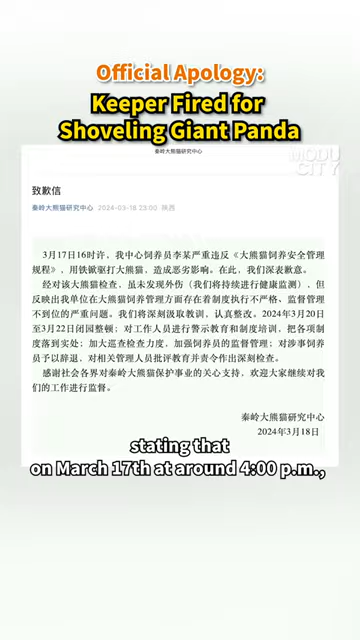 Official Apology:
Keeper Fired for
Shoveling Giant Panda
秦岭大熊猫研究中心
MODU
CITY
致歉信
秦岭大熊猫研究中心 2024-03-18 23:00 陕西
3月17日16时许，我中心饲养员李某严重违反《大熊猫饲养安全管理
规程》，用铁锨驱打大熊猫，造成恶劣影响。在此，我们深表歉意。
经对该大熊猫检查，虽未发现外伤（我们将持续进行健康监测），但
反映出我单位在大熊猫饲养管理方面存在着制度执行不严格、监督管理
不到位的严重问题。我们将深刻汲取教训，认真整改。2024年3月20日
至3月22日闭园整顿；对工作人员进行警示教育和制度培训，把各项制
度落到实处；加大巡查检查力度，加强饲养员的监督管理；对涉事饲养
员予以辞退，对相关管理人员批评教育并责令作出深刻检查。
感谢社会各界对秦岭大熊猫保护事业的关心支持，欢迎大家继续对我
们的工作进行监督。
秦岭大熊猫研究中心
2024年3月18日
stating that
on March 17th at around 4:00 p.m.,